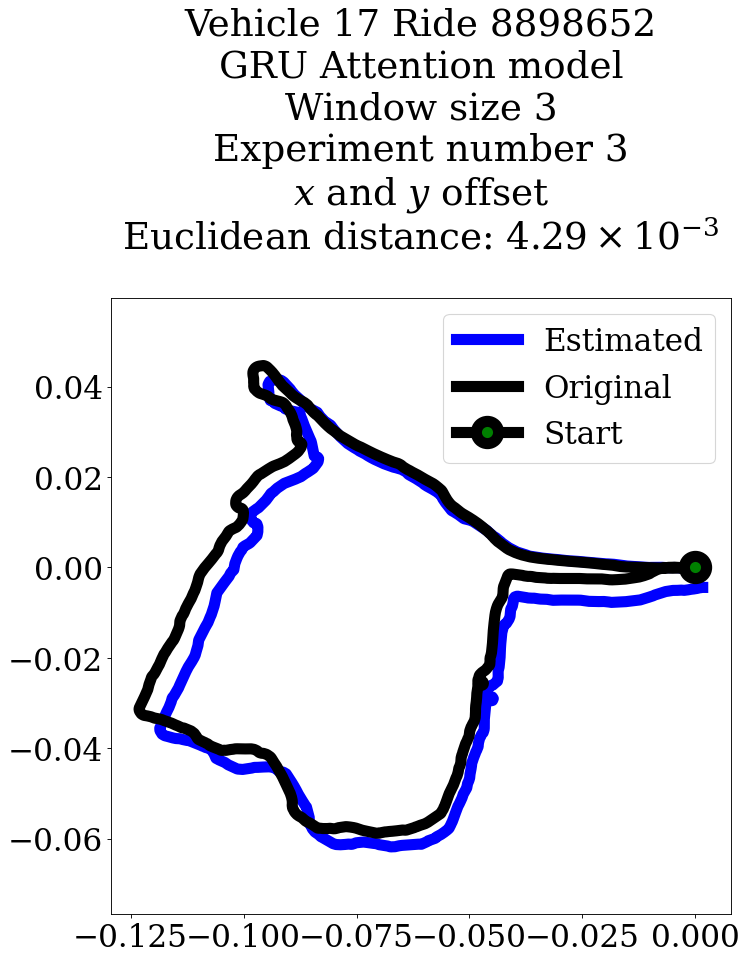 Vehicle 17 Ride 8898652
GRU Attention model
Window size 3
Experiment number 3
x and y offset
Euclidean distance: 4.29 × 10⁻³
Estimated
Original
Start
0.04
0.02
0.00
−0.02
−0.04
−0.06
−0.125 −0.100 −0.075 −0.050 −0.025 0.000